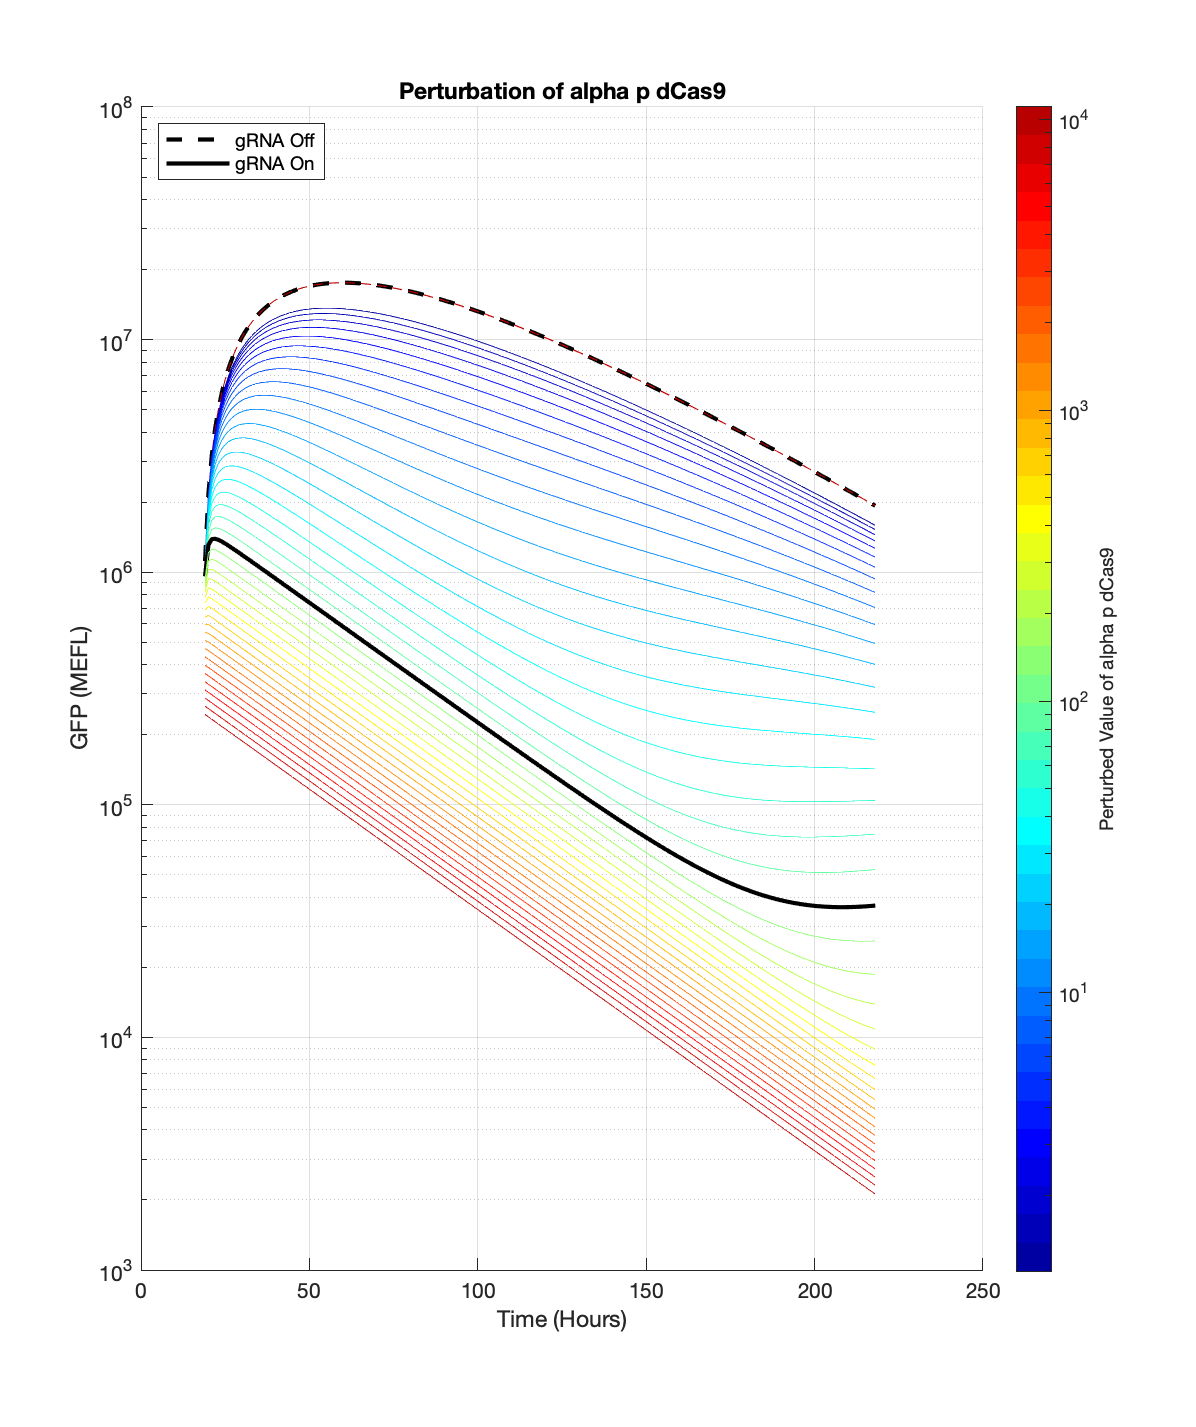 Perturbation of alpha p dCas9
gRNA Off
gRNA On
10^8
10^7
10^6
10^5
10^4
10^3
GFP (MEFL)
0 50 100 150 200 250
Time (Hours)
10^4
10^3
10^2
10^1
Perturbed Value of alpha p dCas9